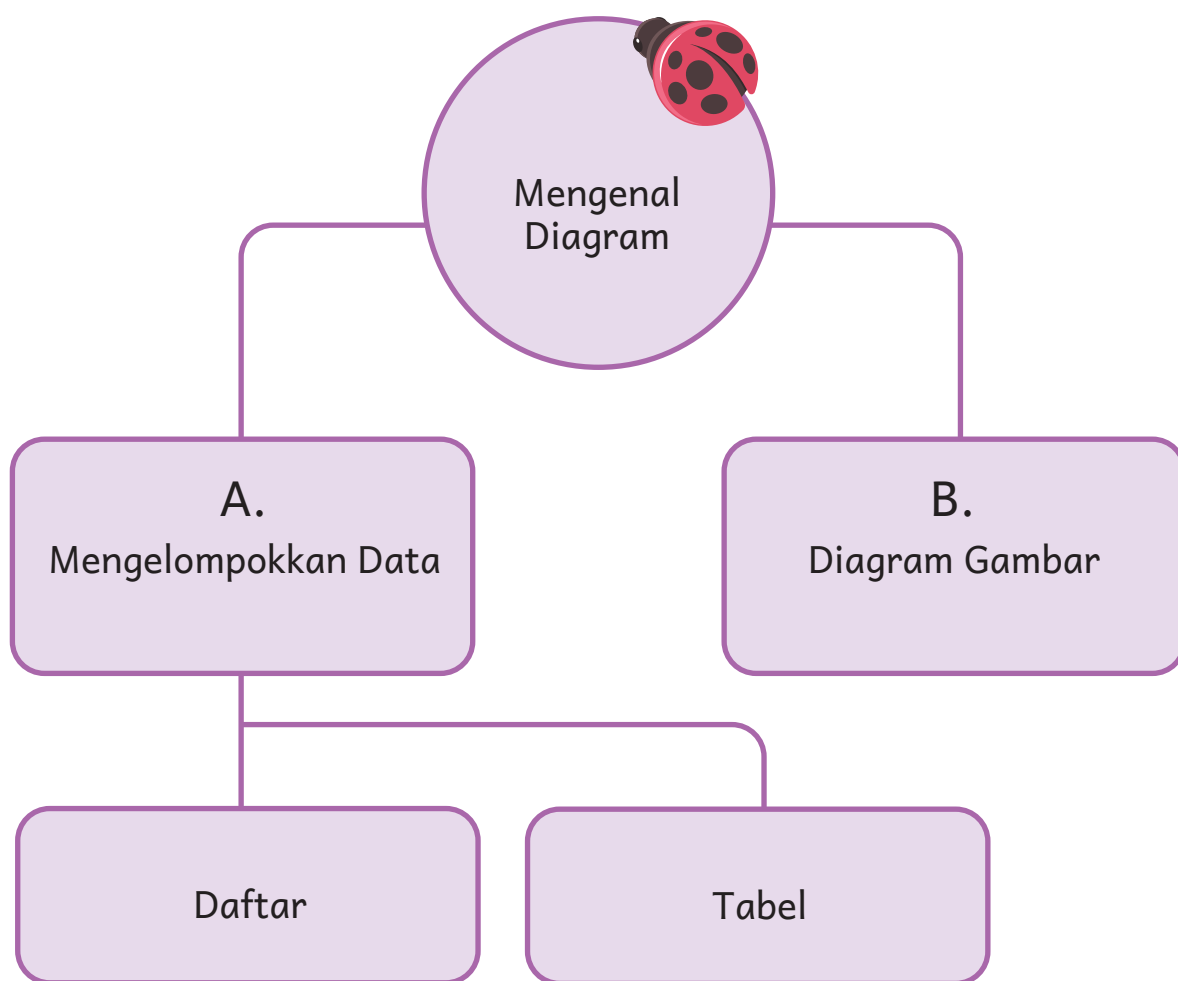 Mengenal
Diagram
A.
Mengelompokkan Data
B.
Diagram Gambar
Daftar
Tabel